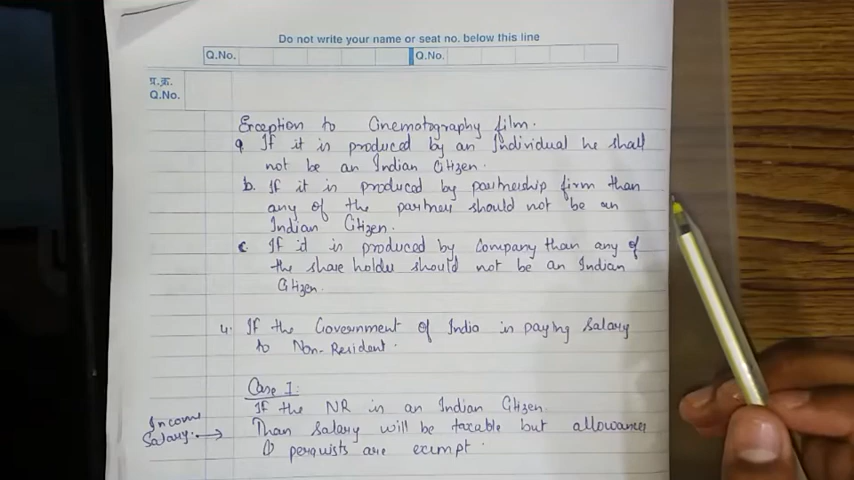 Do not write your name or seat no. below this line
Q.No. Q.No.
प्र.क्र.
Q.No.
Exception to Cinematography film.
a If it is produced by an Individual he shall
not be an Indian Citizen.
b. If it is produced by partnership firm than
any of the partner should not be an
Indian Citizen.
c If it is produced by Company than any of
the share holder should not be an Indian
Citizen.
4. If the Government of India is paying Salary
to Non-Resident.
Case I:
If the NR is an Indian Citizen.
Income
Salary. → Than Salary will be taxable but allowances
& perquists are exempt.